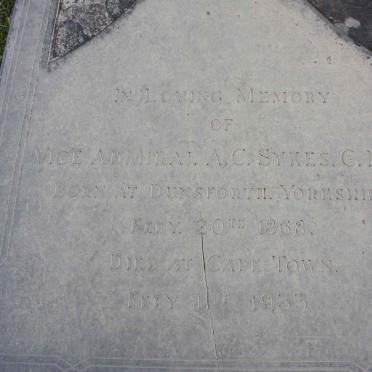 IN LOVING MEMORY
OF
VICE ADMIRAL A.C. SYKES. C.
BORN AT DUNSFORTH. YORKSHI
FEBY. 20TH 1868.
DIED AT CAPE TOWN.
FEBY 1933